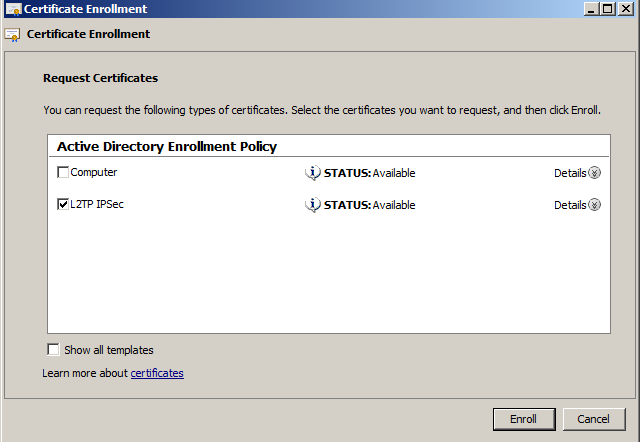 Certificate Enrollment
Certificate Enrollment
Request Certificates
You can request the following types of certificates. Select the certificates you want to request, and then click Enroll.
Active Directory Enrollment Policy
Computer STATUS: Available Details
L2TP IPSec STATUS: Available Details
Show all templates
Learn more about certificates
Enroll Cancel